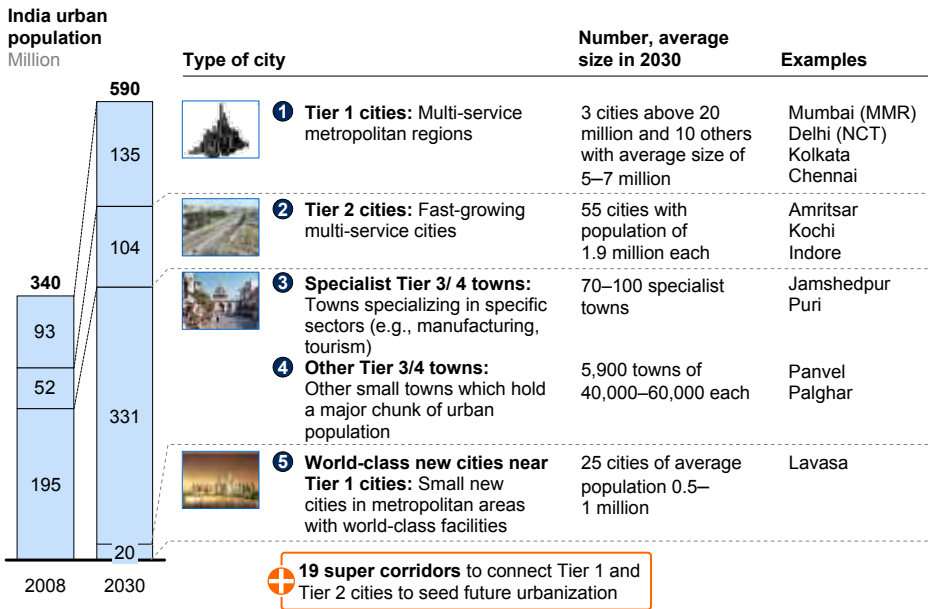 India urban
population
Million
Type of city
Number, average
size in 2030
Examples
340
93
52
195
2008
590
135
104
331
20
2030
1 Tier 1 cities: Multi-service
metropolitan regions
3 cities above 20
million and 10 others
with average size of
5–7 million
Mumbai (MMR)
Delhi (NCT)
Kolkata
Chennai
2 Tier 2 cities: Fast-growing
multi-service cities
55 cities with
population of
1.9 million each
Amritsar
Kochi
Indore
3 Specialist Tier 3/ 4 towns:
Towns specializing in specific
sectors (e.g., manufacturing,
tourism)
70–100 specialist
towns
Jamshedpur
Puri
4 Other Tier 3/4 towns:
Other small towns which hold
a major chunk of urban
population
5,900 towns of
40,000–60,000 each
Panvel
Palghar
5 World-class new cities near
Tier 1 cities: Small new
cities in metropolitan areas
with world-class facilities
25 cities of average
population 0.5–
1 million
Lavasa
19 super corridors to connect Tier 1 and
Tier 2 cities to seed future urbanization